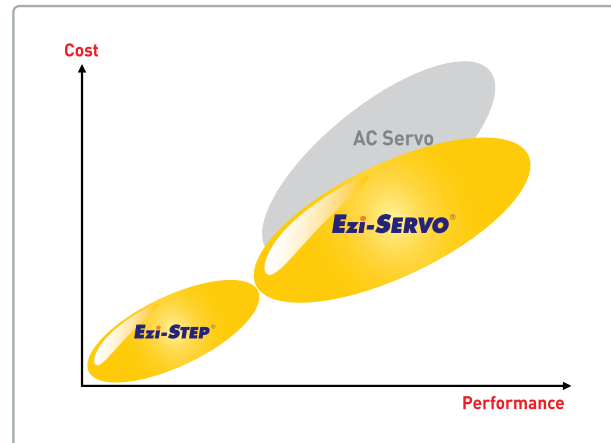 Cost
AC Servo
Ezi-SERVO®
Ezi-STEP®
Performance